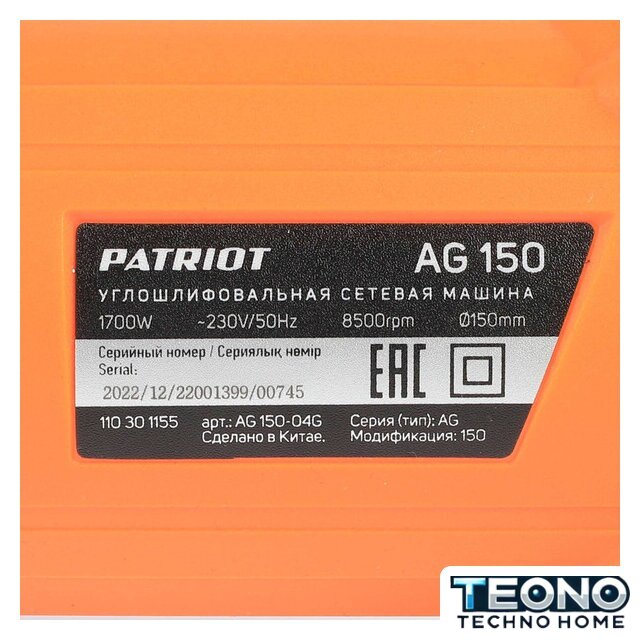 PATRIOT AG 150
УГЛОШЛИФОВАЛЬНАЯ СЕТЕВАЯ МАШИНА
1700W ~230V/50Hz 8500rpm Ø150mm
Серийный номер / Сериялық нөмір
Serial:
2022/12/22001399/00745
EAC
110 30 1155 арт.: AG 150-04G Серия (тип): AG
Сделано в Китае. Модификация: 150
TEONO
TECHNO HOME